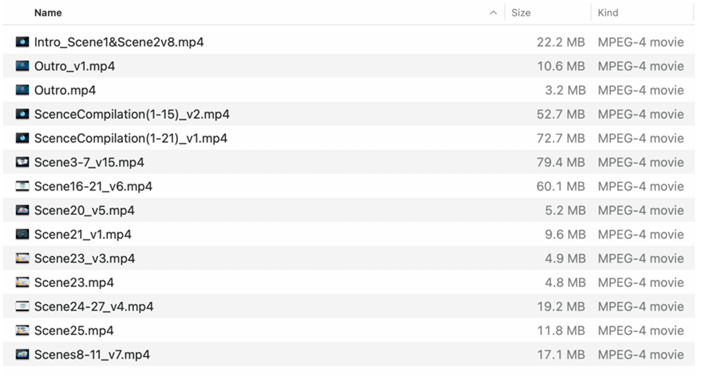 Name Size Kind
Intro_Scene1&Scene2v8.mp4 22.2 MB MPEG-4 movie
Outro_v1.mp4 10.6 MB MPEG-4 movie
Outro.mp4 3.2 MB MPEG-4 movie
ScenceCompilation(1-15)_v2.mp4 52.7 MB MPEG-4 movie
ScenceCompilation(1-21)_v1.mp4 72.7 MB MPEG-4 movie
Scene3-7_v15.mp4 79.4 MB MPEG-4 movie
Scene16-21_v6.mp4 60.1 MB MPEG-4 movie
Scene20_v5.mp4 5.2 MB MPEG-4 movie
Scene21_v1.mp4 9.6 MB MPEG-4 movie
Scene23_v3.mp4 4.9 MB MPEG-4 movie
Scene23.mp4 4.8 MB MPEG-4 movie
Scene24-27_v4.mp4 19.2 MB MPEG-4 movie
Scene25.mp4 11.8 MB MPEG-4 movie
Scenes8-11_v7.mp4 17.1 MB MPEG-4 movie